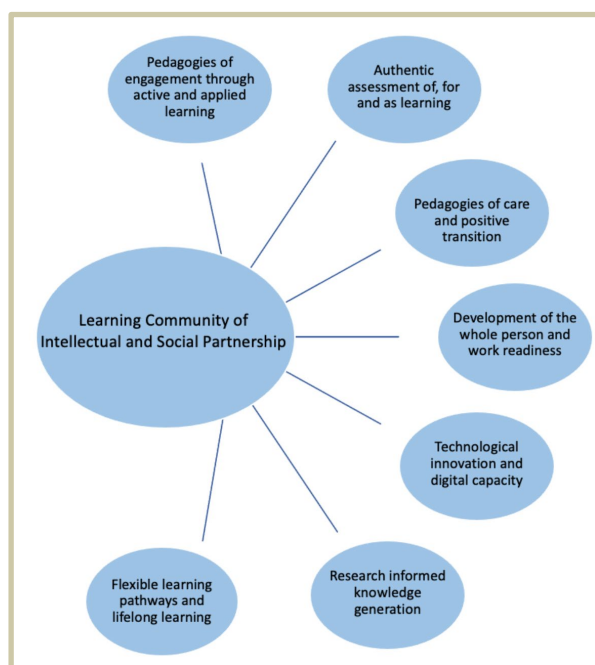 Pedagogies of
engagement through
active and applied
learning
Authentic
assessment of, for
and as learning
Pedagogies of care
and positive
transition
Learning Community of
Intellectual and Social Partnership
Development of the
whole person and
work readiness
Technological
innovation and
digital capacity
Research informed
knowledge
generation
Flexible learning
pathways and
lifelong learning